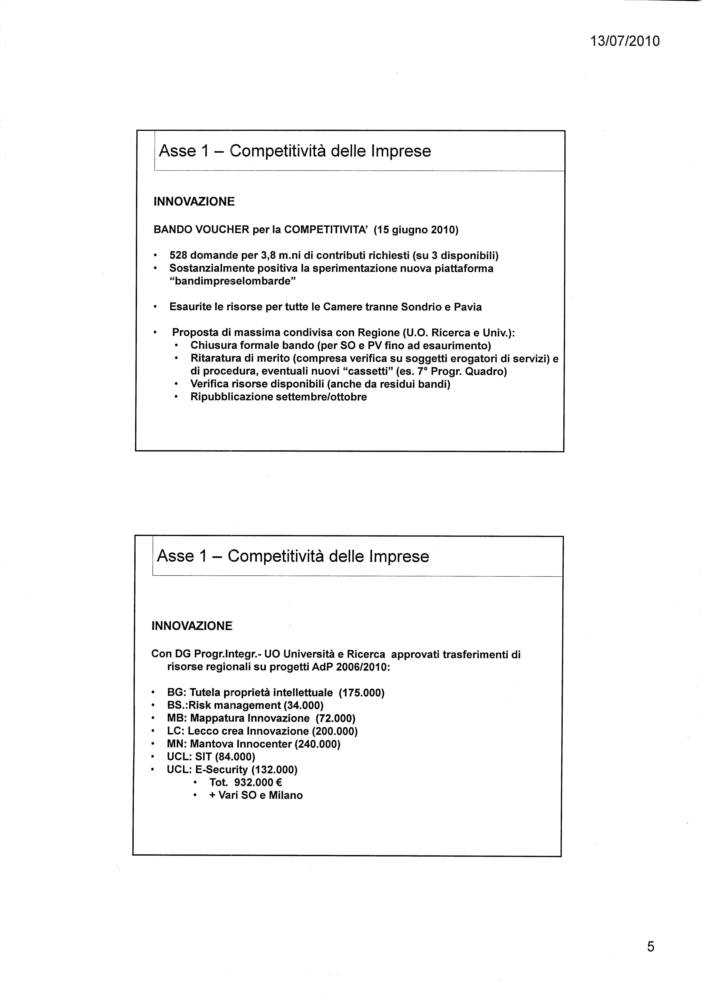 13/07/2010
Asse 1 – Competitività delle Imprese
INNOVAZIONE
BANDO VOUCHER per la COMPETITIVITA' (15 giugno 2010)
• 528 domande per 3,8 m.ni di contributi richiesti (su 3 disponibili)
• Sostanzialmente positiva la sperimentazione nuova piattaforma
“bandimpreselombarde”
• Esaurite le risorse per tutte le Camere tranne Sondrio e Pavia
• Proposta di massima condivisa con Regione (U.O. Ricerca e Univ.):
• Chiusura formale bando (per SO e PV fino ad esaurimento)
• Ritaratura di merito (compresa verifica su soggetti erogatori di servizi) e
di procedura, eventuali nuovi “cassetti” (es. 7° Progr. Quadro)
• Verifica risorse disponibili (anche da residui bandi)
• Ripubblicazione settembre/ottobre
Asse 1 – Competitività delle Imprese
INNOVAZIONE
Con DG Progr.Integr.- UO Università e Ricerca approvati trasferimenti di
risorse regionali su progetti AdP 2006/2010:
• BG: Tutela proprietà intellettuale (175.000)
• BS.:Risk management (34.000)
• MB: Mappatura Innovazione (72.000)
• LC: Lecco crea Innovazione (200.000)
• MN: Mantova Innocenter (240.000)
• UCL: SIT (84.000)
• UCL: E-Security (132.000)
• Tot. 932.000 €
• + Vari SO e Milano
5